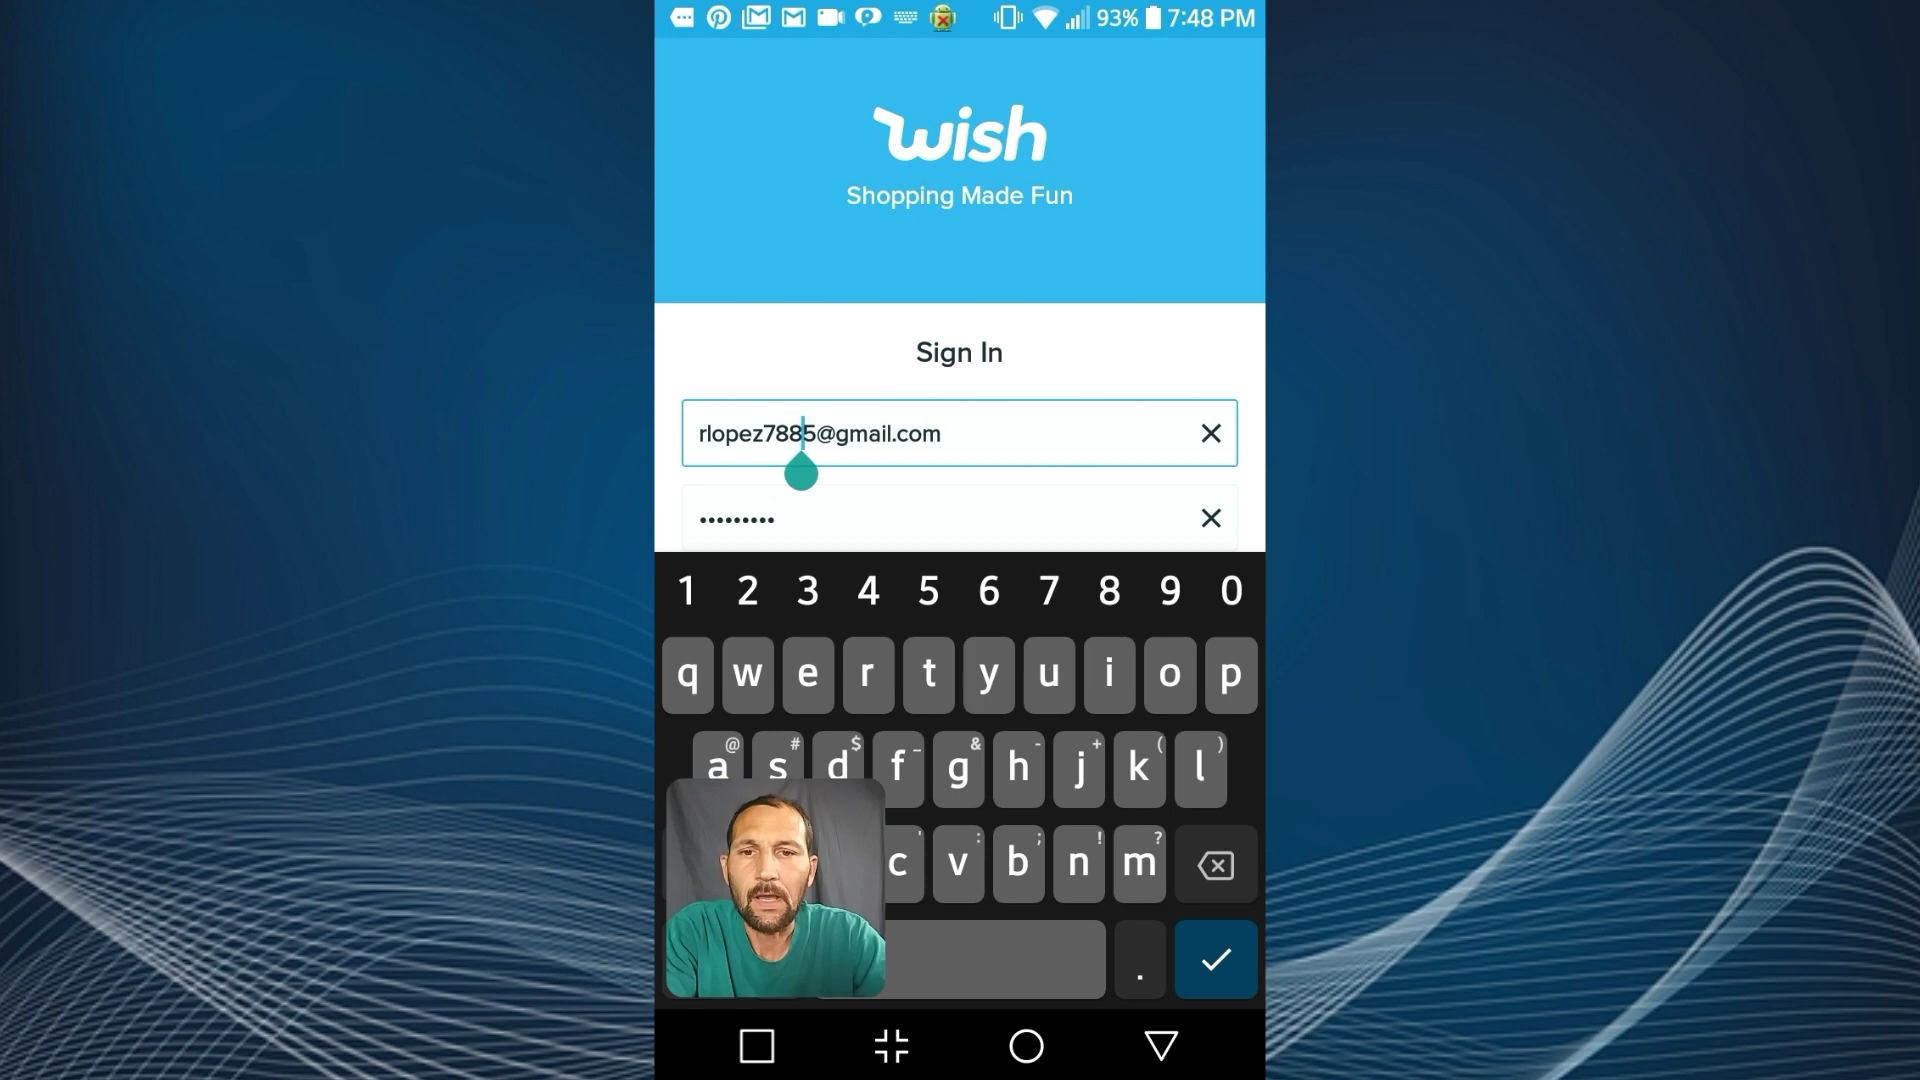 93% 7:48 PM
wish
Shopping Made Fun
Sign In
rlopez7885@gmail.com
•••••••••
1 2 3 4 5 6 7 8 9 0
q w e r t y u i o p
@ # $ _ & - + ( )
a s d f g h j k l
' : ; ! ?
c v b n m
.